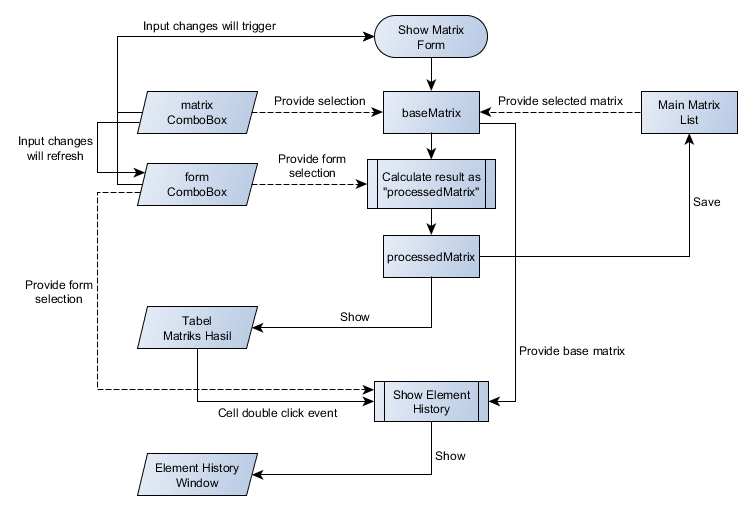 Input changes will trigger
Show Matrix
Form
matrix
ComboBox
Provide selection
baseMatrix
Provide selected matrix
Main Matrix
List
Input changes
will refresh
form
ComboBox
Provide form
selection
Calculate result as
"processedMatrix"
Save
processedMatrix
Provide form
selection
Tabel
Matriks Hasil
Show
Provide base matrix
Show Element
History
Cell double click event
Show
Element History
Window